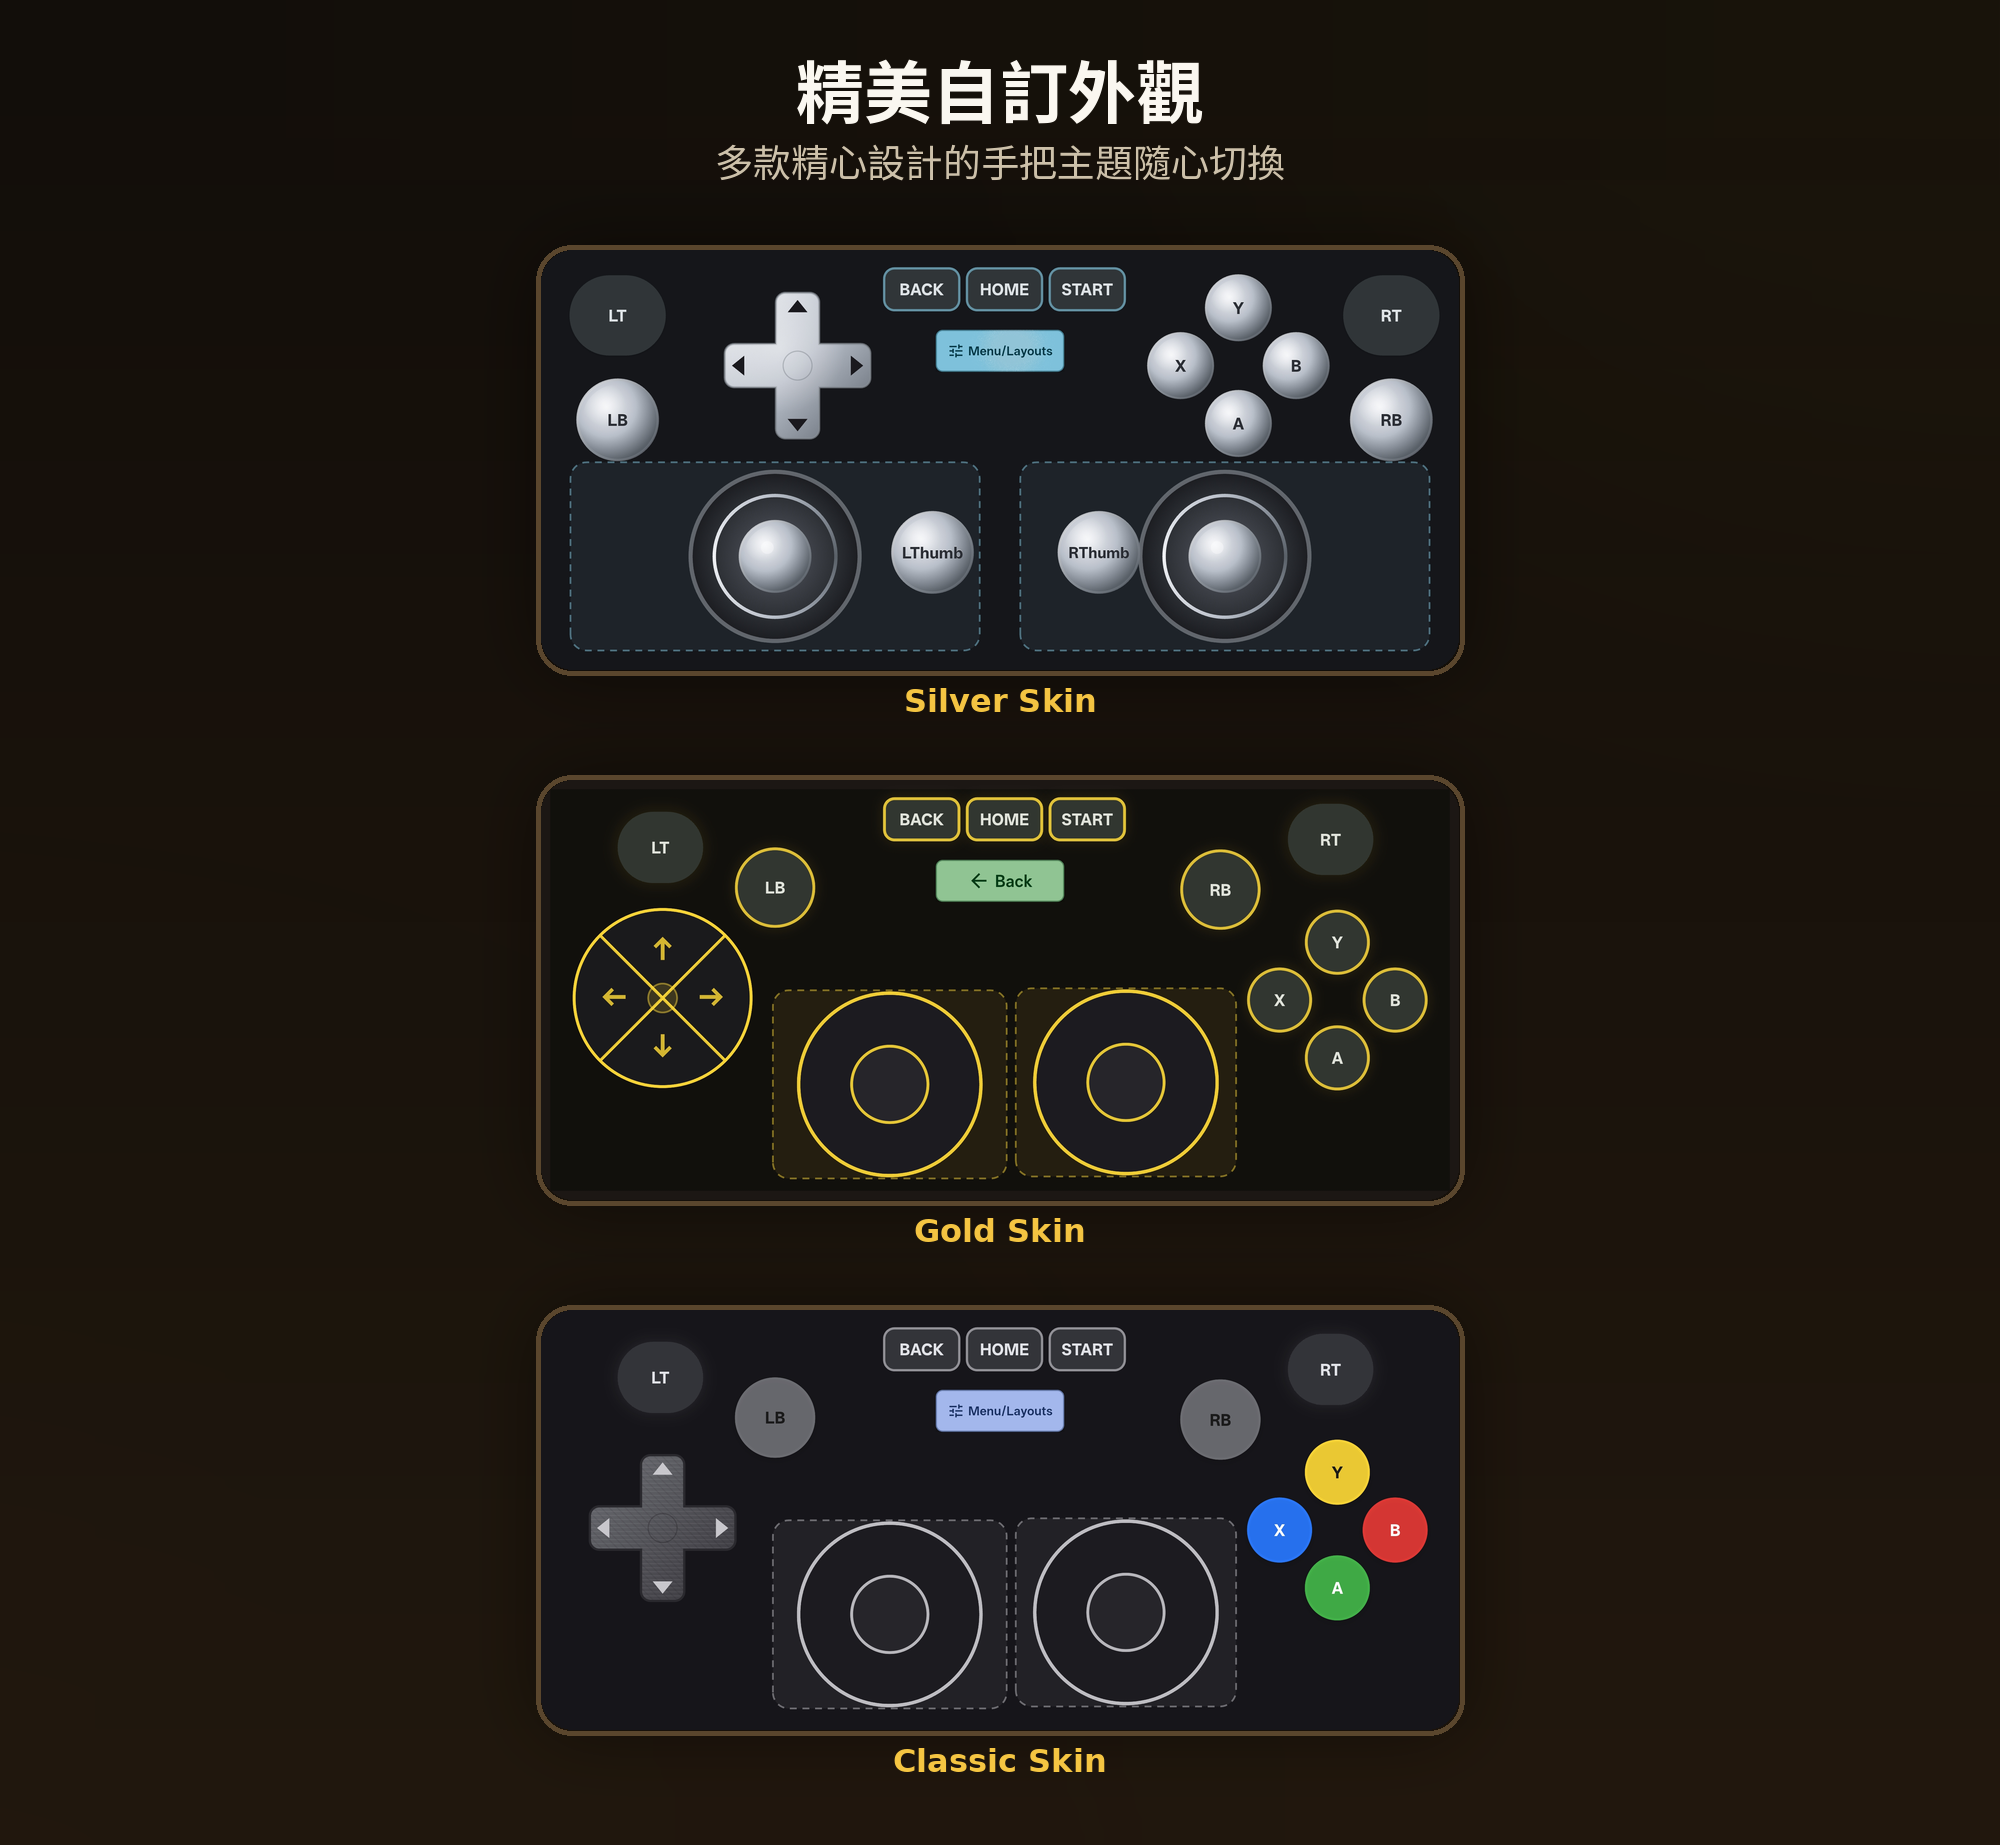 精美自訂外觀
多款精心設計的手把主題隨心切換
BACK HOME START
LT
Y
RT
Menu/Layouts
X B
LB
A
RB
LThumb RThumb
Silver Skin
BACK HOME START
LT
RT
Back
LB
RB
Y
X B
A
Gold Skin
BACK HOME START
LT
RT
Menu/Layouts
LB
RB
Y
X B
A
Classic Skin